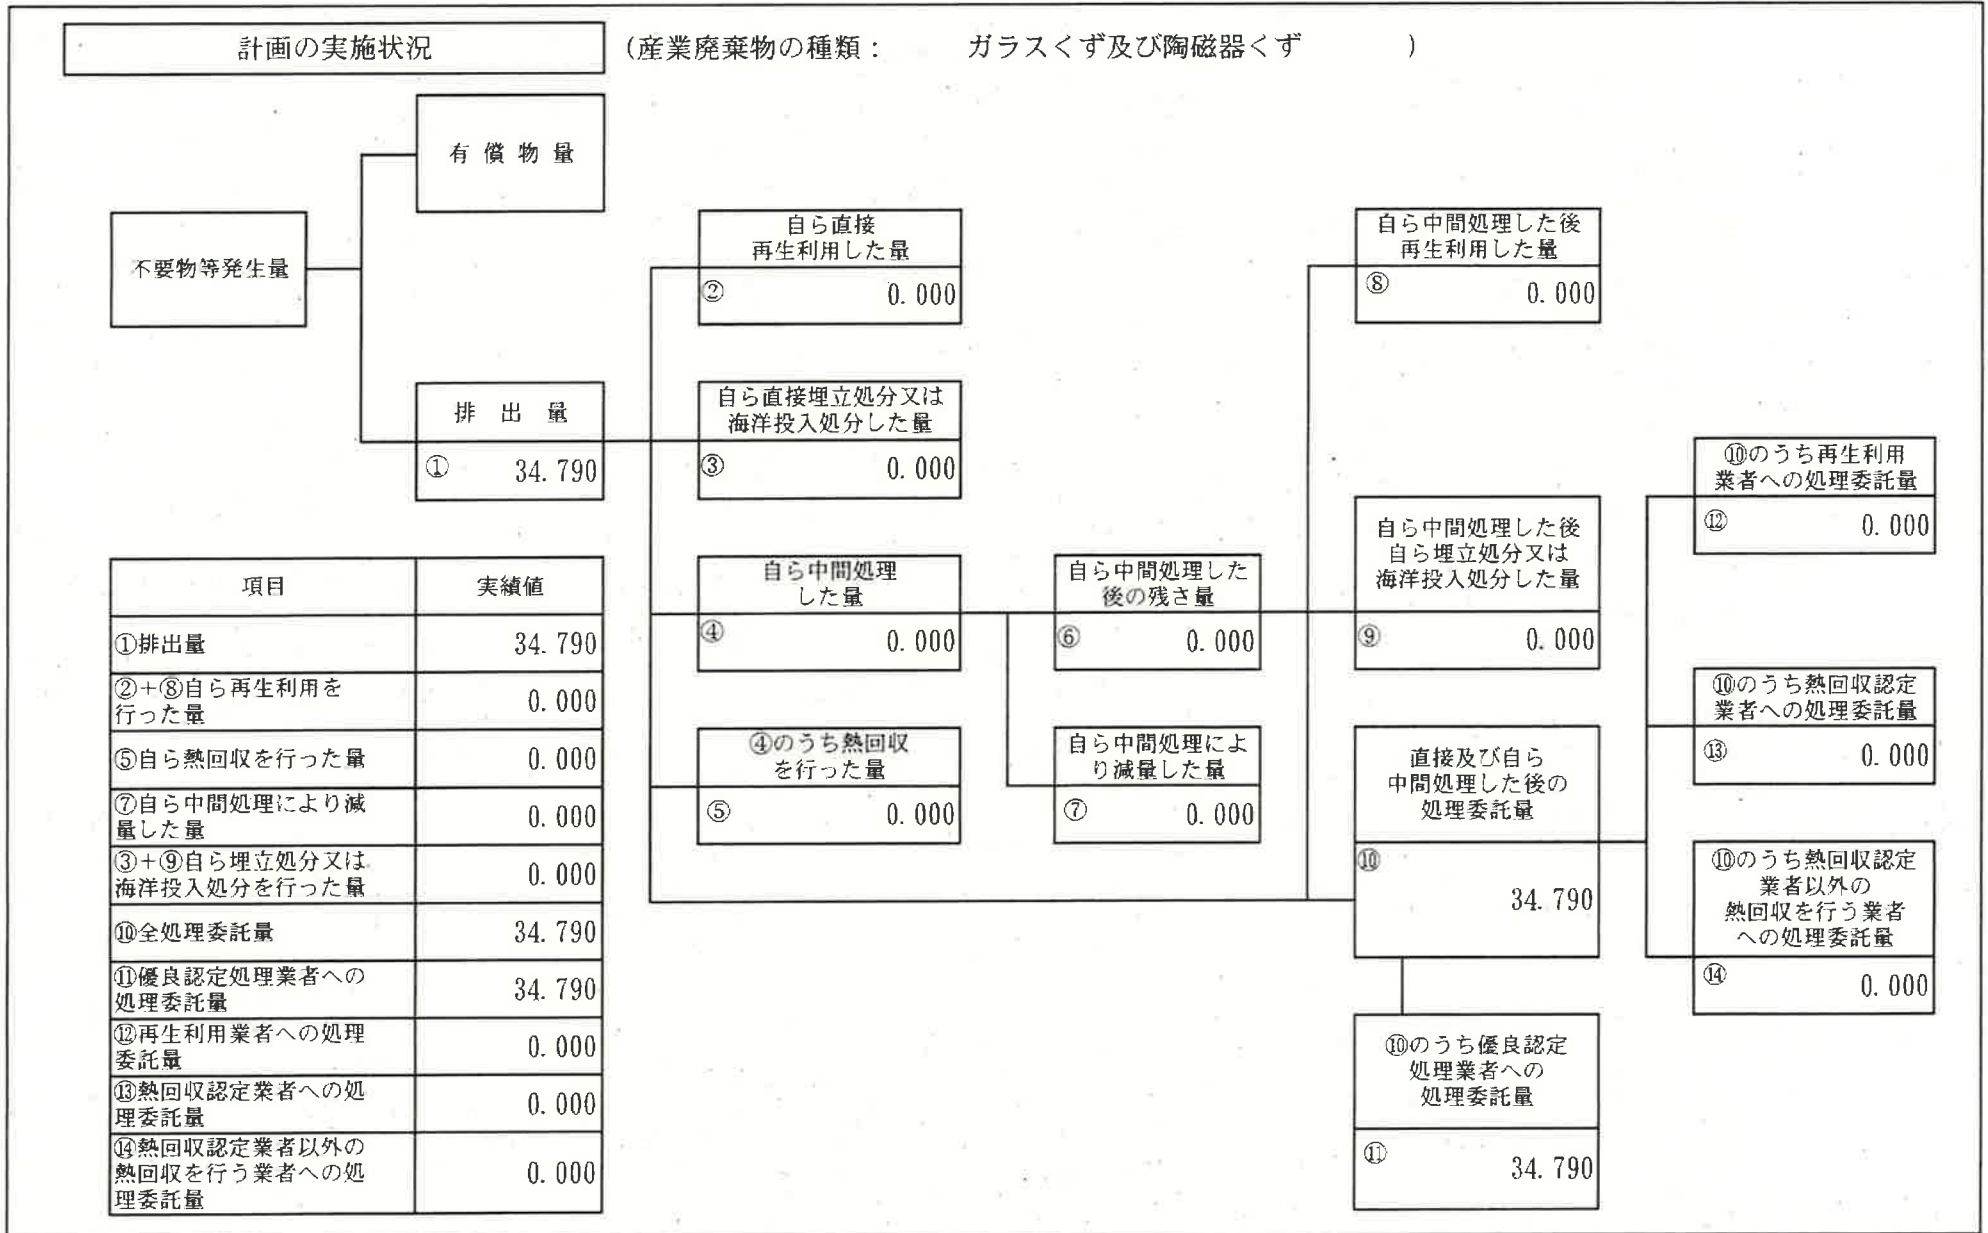 計画の実施状況
(産業廃棄物の種類： ガラスくず及び陶磁器くず )
有償物量
不要物等発生量
自ら直接
再生利用した量
② 0.000
自ら中間処理した後
再生利用した量
⑧ 0.000
排出量
① 34.790
自ら直接埋立処分又は
海洋投入処分した量
③ 0.000
⑩のうち再生利用
業者への処理委託量
⑫ 0.000
自ら中間処理
した量
④ 0.000
自ら中間処理した
後の残さ量
⑥ 0.000
自ら中間処理した後
自ら埋立処分又は
海洋投入処分した量
⑨ 0.000
⑩のうち熱回収認定
業者への処理委託量
⑬ 0.000
④のうち熱回収
を行った量
⑤ 0.000
自ら中間処理によ
り減量した量
⑦ 0.000
直接及び自ら
中間処理した後の
処理委託量
⑩
34.790
⑩のうち熱回収認定
業者以外の
熱回収を行う業者
への処理委託量
⑭ 0.000
⑩のうち優良認定
処理業者への
処理委託量
⑪ 34.790
項目 実績値
①排出量 34.790
②+⑧自ら再生利用を
行った量 0.000
⑤自ら熱回収を行った量 0.000
⑦自ら中間処理により減
量した量 0.000
③+⑨自ら埋立処分又は
海洋投入処分を行った量 0.000
⑩全処理委託量 34.790
⑪優良認定処理業者への
処理委託量 34.790
⑫再生利用業者への処理
委託量 0.000
⑬熱回収認定業者への処
理委託量 0.000
⑭熱回収認定業者以外の
熱回収を行う業者への処
理委託量 0.000